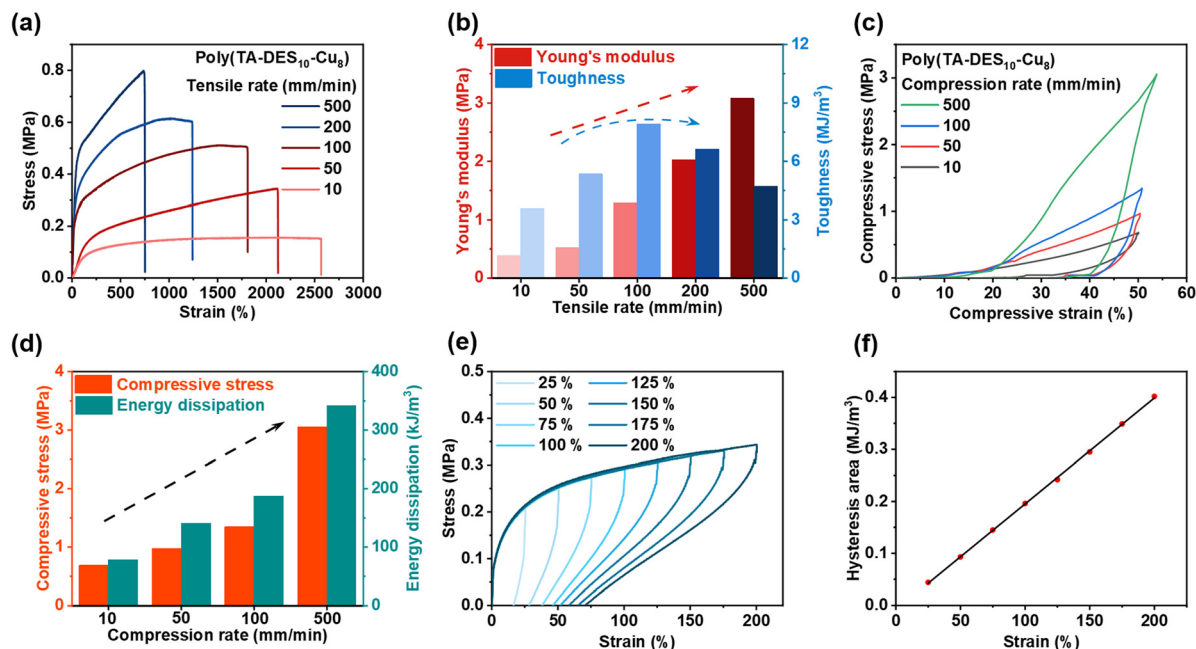 (a)
Poly(TA-DES₁₀-Cu₈)
Tensile rate (mm/min)
500
200
100
50
10
Stress (MPa)
0.8
0.6
0.4
0.2
0.0
0 500 1000 1500 2000 2500 3000
Strain (%)
(b)
Young's modulus
Toughness
Young's modulus (MPa)
4
3
2
1
0
Toughness (MJ/m³)
12
9
6
3
0
10 50 100 200 500
Tensile rate (mm/min)
(c)
Poly(TA-DES₁₀-Cu₈)
Compression rate (mm/min)
500
100
50
10
Compressive stress (MPa)
3
2
1
0
0 10 20 30 40 50 60
Compressive strain (%)
(d)
Compressive stress
Energy dissipation
Compressive stress (MPa)
4
3
2
1
0
Energy dissipation (kJ/m³)
400
300
200
100
0
10 50 100 500
Compression rate (mm/min)
(e)
25 % 125 %
50 % 150 %
75 % 175 %
100 % 200 %
Stress (MPa)
0.5
0.4
0.3
0.2
0.1
0.0
0 50 100 150 200
Strain (%)
(f)
Hysteresis area (MJ/m³)
0.4
0.3
0.2
0.1
0.0
0 50 100 150 200
Strain (%)